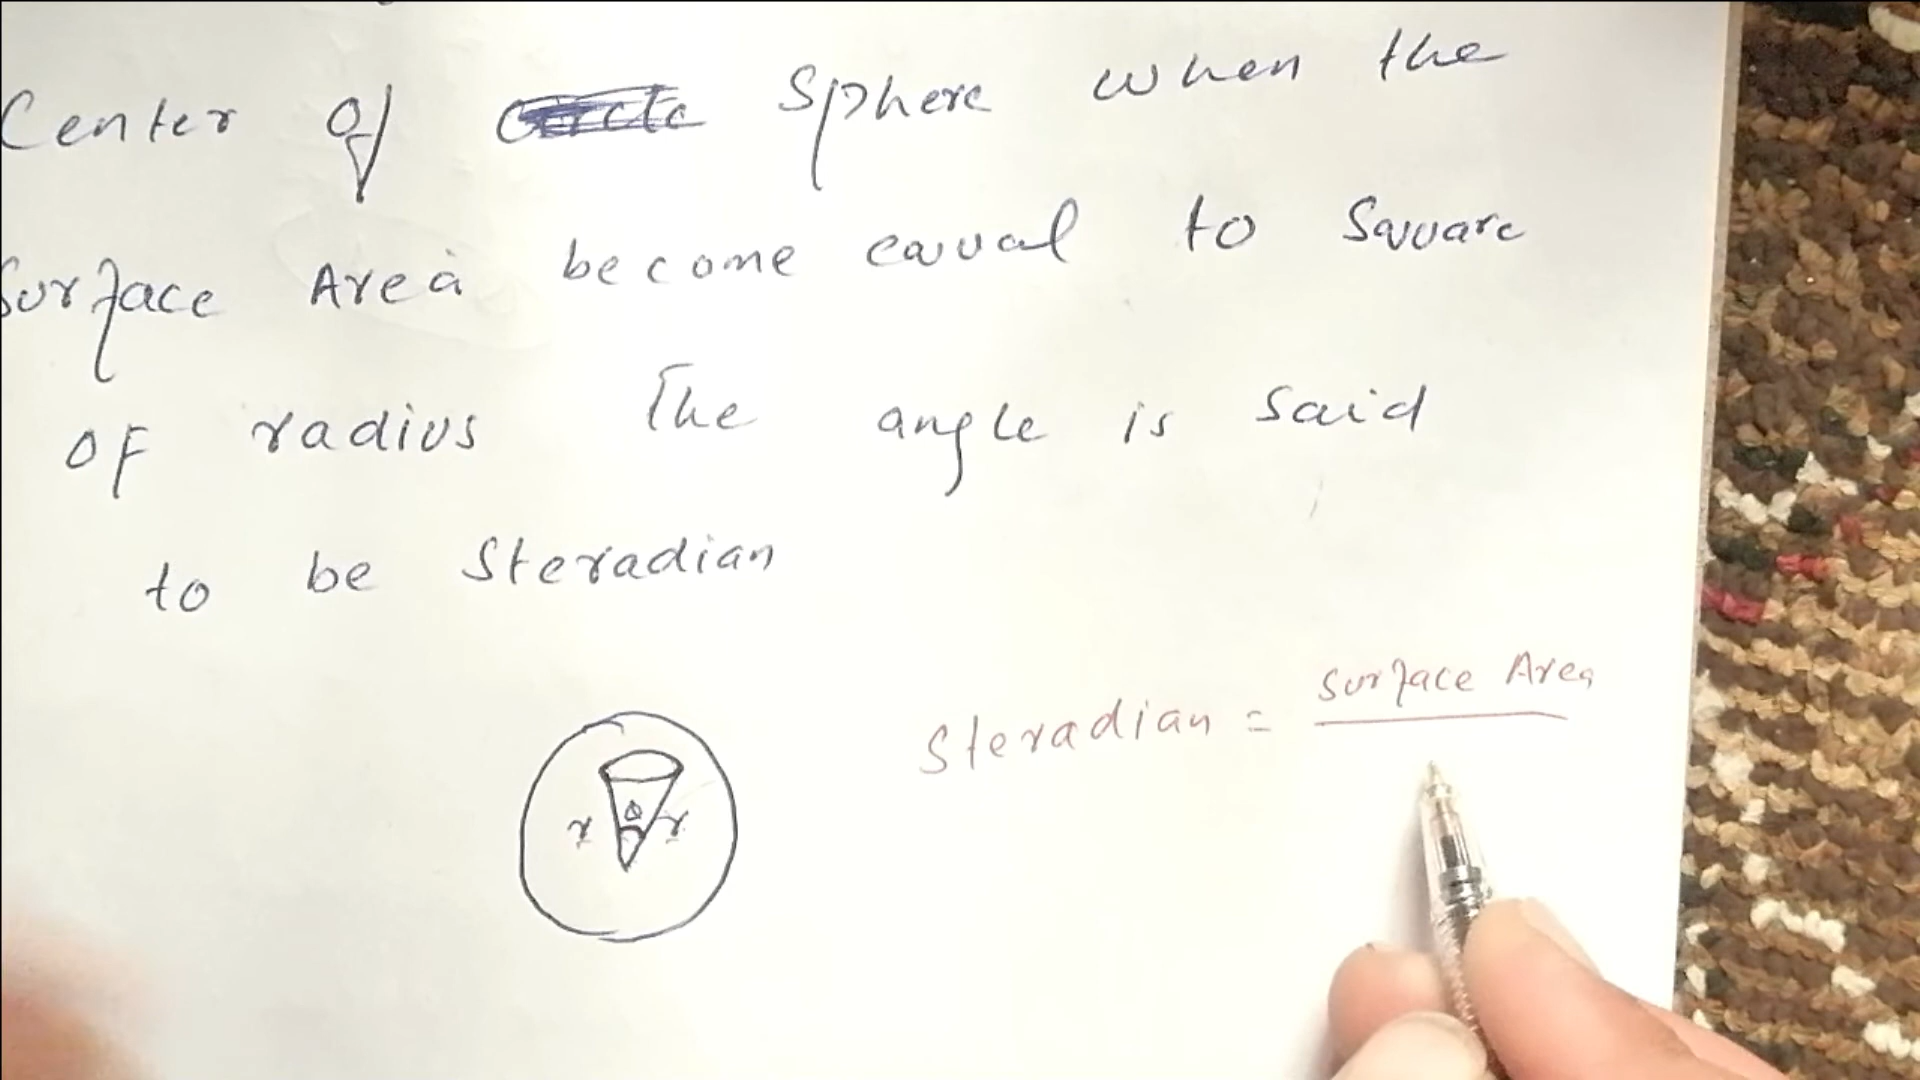 Center of Sphere when the
Surface Area become equal to Square
OF radius The angle is said
to be Steradian
Steradian = Surface Area
r θ r